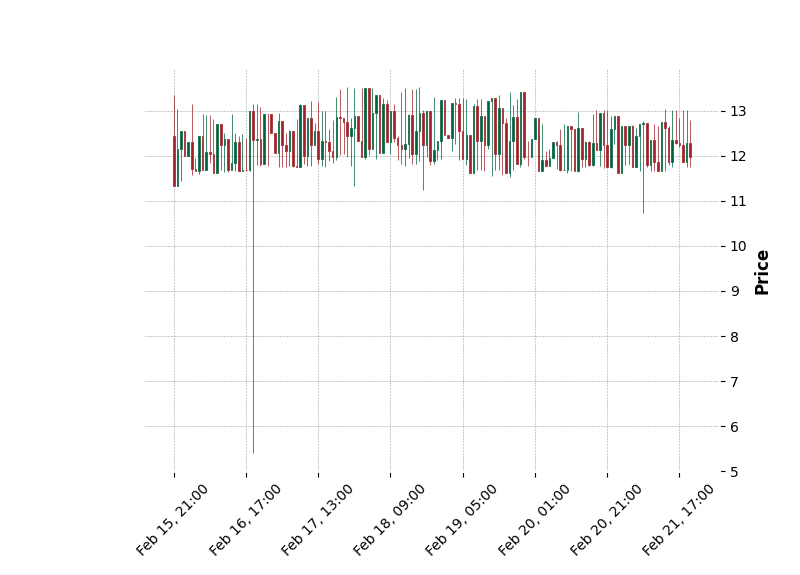 13
12
11
10
9
8
7
6
5
Price
Feb 15, 21:00
Feb 16, 17:00
Feb 17, 13:00
Feb 18, 09:00
Feb 19, 05:00
Feb 20, 01:00
Feb 20, 21:00
Feb 21, 17:00